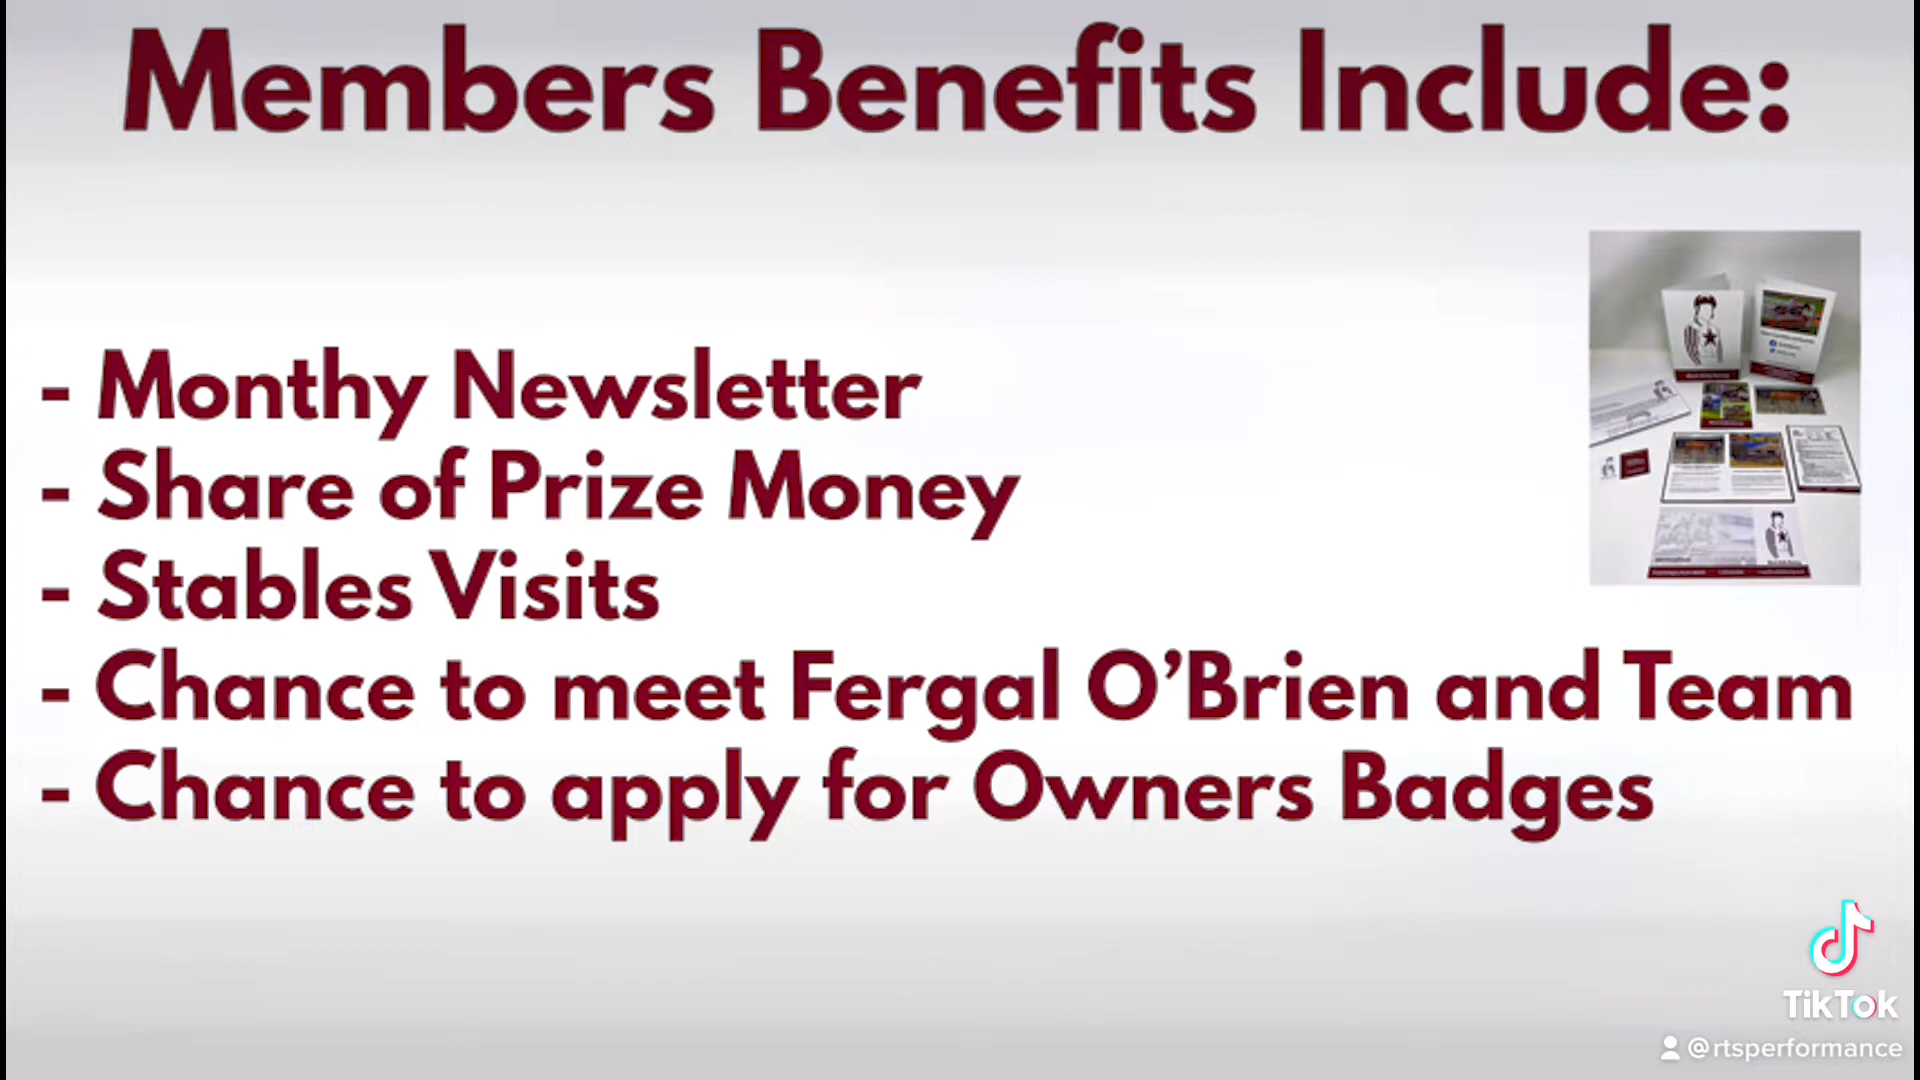 Members Benefits Include:
- Monthy Newsletter
- Share of Prize Money
- Stables Visits
- Chance to meet Fergal O’Brien and Team
- Chance to apply for Owners Badges
TikTok
@rtsperformance